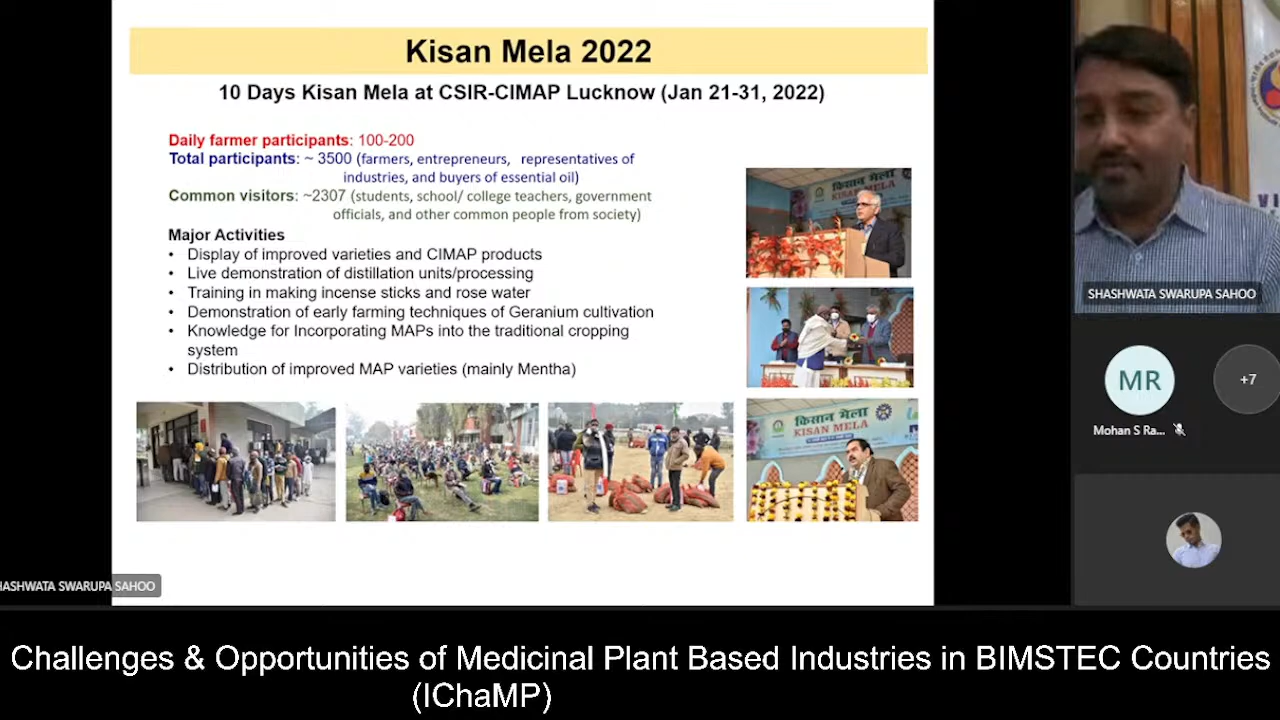 Kisan Mela 2022
10 Days Kisan Mela at CSIR-CIMAP Lucknow (Jan 21-31, 2022)
Daily farmer participants: 100-200
Total participants: ~ 3500 (farmers, entrepreneurs, representatives of
industries, and buyers of essential oil)
Common visitors: ~2307 (students, school/ college teachers, government
officials, and other common people from society)
Major Activities
• Display of improved varieties and CIMAP products
• Live demonstration of distillation units/processing
• Training in making incense sticks and rose water
• Demonstration of early farming techniques of Geranium cultivation
• Knowledge for Incorporating MAPs into the traditional cropping
system
• Distribution of improved MAP varieties (mainly Mentha)
किसान मेला
KISAN MELA
किसान मेला
KISAN MELA
SHASHWATA SWARUPA SAHOO
MR
+7
Mohan S Ra...
HASHWATA SWARUPA SAHOO
Challenges & Opportunities of Medicinal Plant Based Industries in BIMSTEC Countries
(IChaMP)